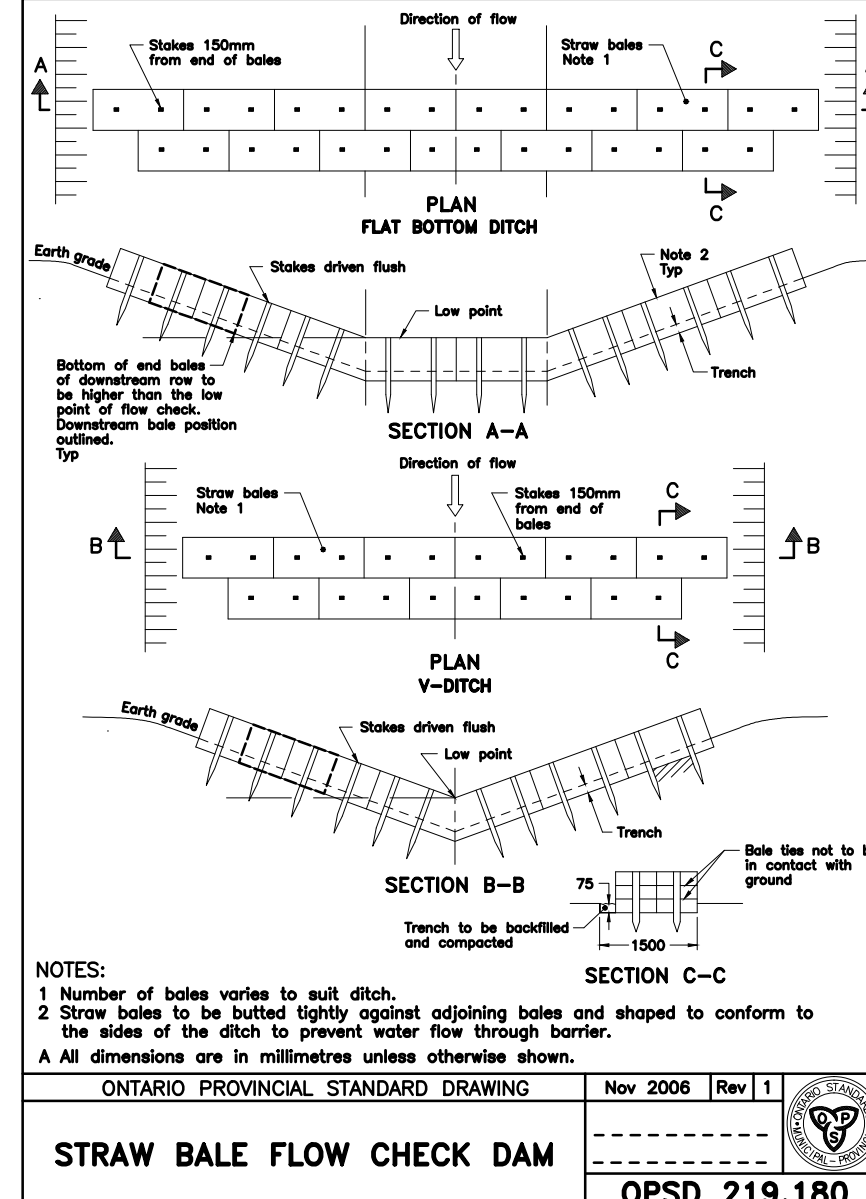 Direction of flow
Stakes 150mm
from end of bales
Straw bales
Note 1
C
A
C
PLAN
FLAT BOTTOM DITCH
Earth grade
Stakes driven flush
Note 2
Typ
Low point
Trench
Bottom of end bales
of downstream row to
be higher than the low
point of flow check.
Downstream bale position
outlined.
Typ
SECTION A-A
Direction of flow
Straw bales
Note 1
Stakes 150mm
from end of
bales
C
B
B
C
PLAN
V-DITCH
Earth grade
Stakes driven flush
Low point
Trench
SECTION B-B
75
Bale ties not to
in contact with
ground
Trench to be backfilled
and compacted
1500
SECTION C-C
NOTES:
1 Number of bales varies to suit ditch.
2 Straw bales to be butted tightly against adjoining bales and shaped to conform to
the sides of the ditch to prevent water flow through barrier.
A All dimensions are in millimetres unless otherwise shown.
ONTARIO PROVINCIAL STANDARD DRAWING
Nov 2006
Rev 1
STRAW BALE FLOW CHECK DAM
ONTARIO
MUNICIPAL
OPS
OPSD 219.180